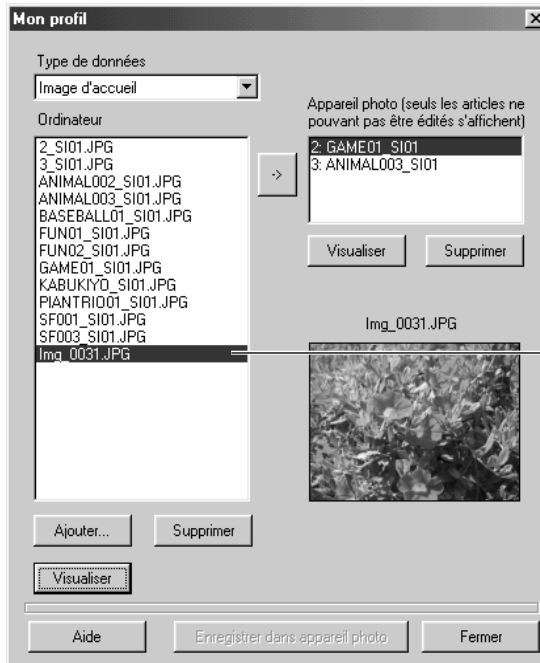 Mon profil
Type de données
Image d'accueil
Ordinateur
2_SI01.JPG
3_SI01.JPG
ANIMAL002_SI01.JPG
ANIMAL003_SI01.JPG
BASEBALL01_SI01.JPG
FUN01_SI01.JPG
FUN02_SI01.JPG
GAME01_SI01.JPG
KABUKIYO_SI01.JPG
PIANTRIO01_SI01.JPG
SF001_SI01.JPG
SF003_SI01.JPG
Img_0031.JPG
Ajouter...
Supprimer
Visualiser
->
Appareil photo (seuls les articles ne
pouvant pas être édités s'affichent)
2: GAME01_SI01
3: ANIMAL003_SI01
Visualiser
Supprimer
Img_0031.JPG
Aide
Enregistrer dans appareil photo
Fermer